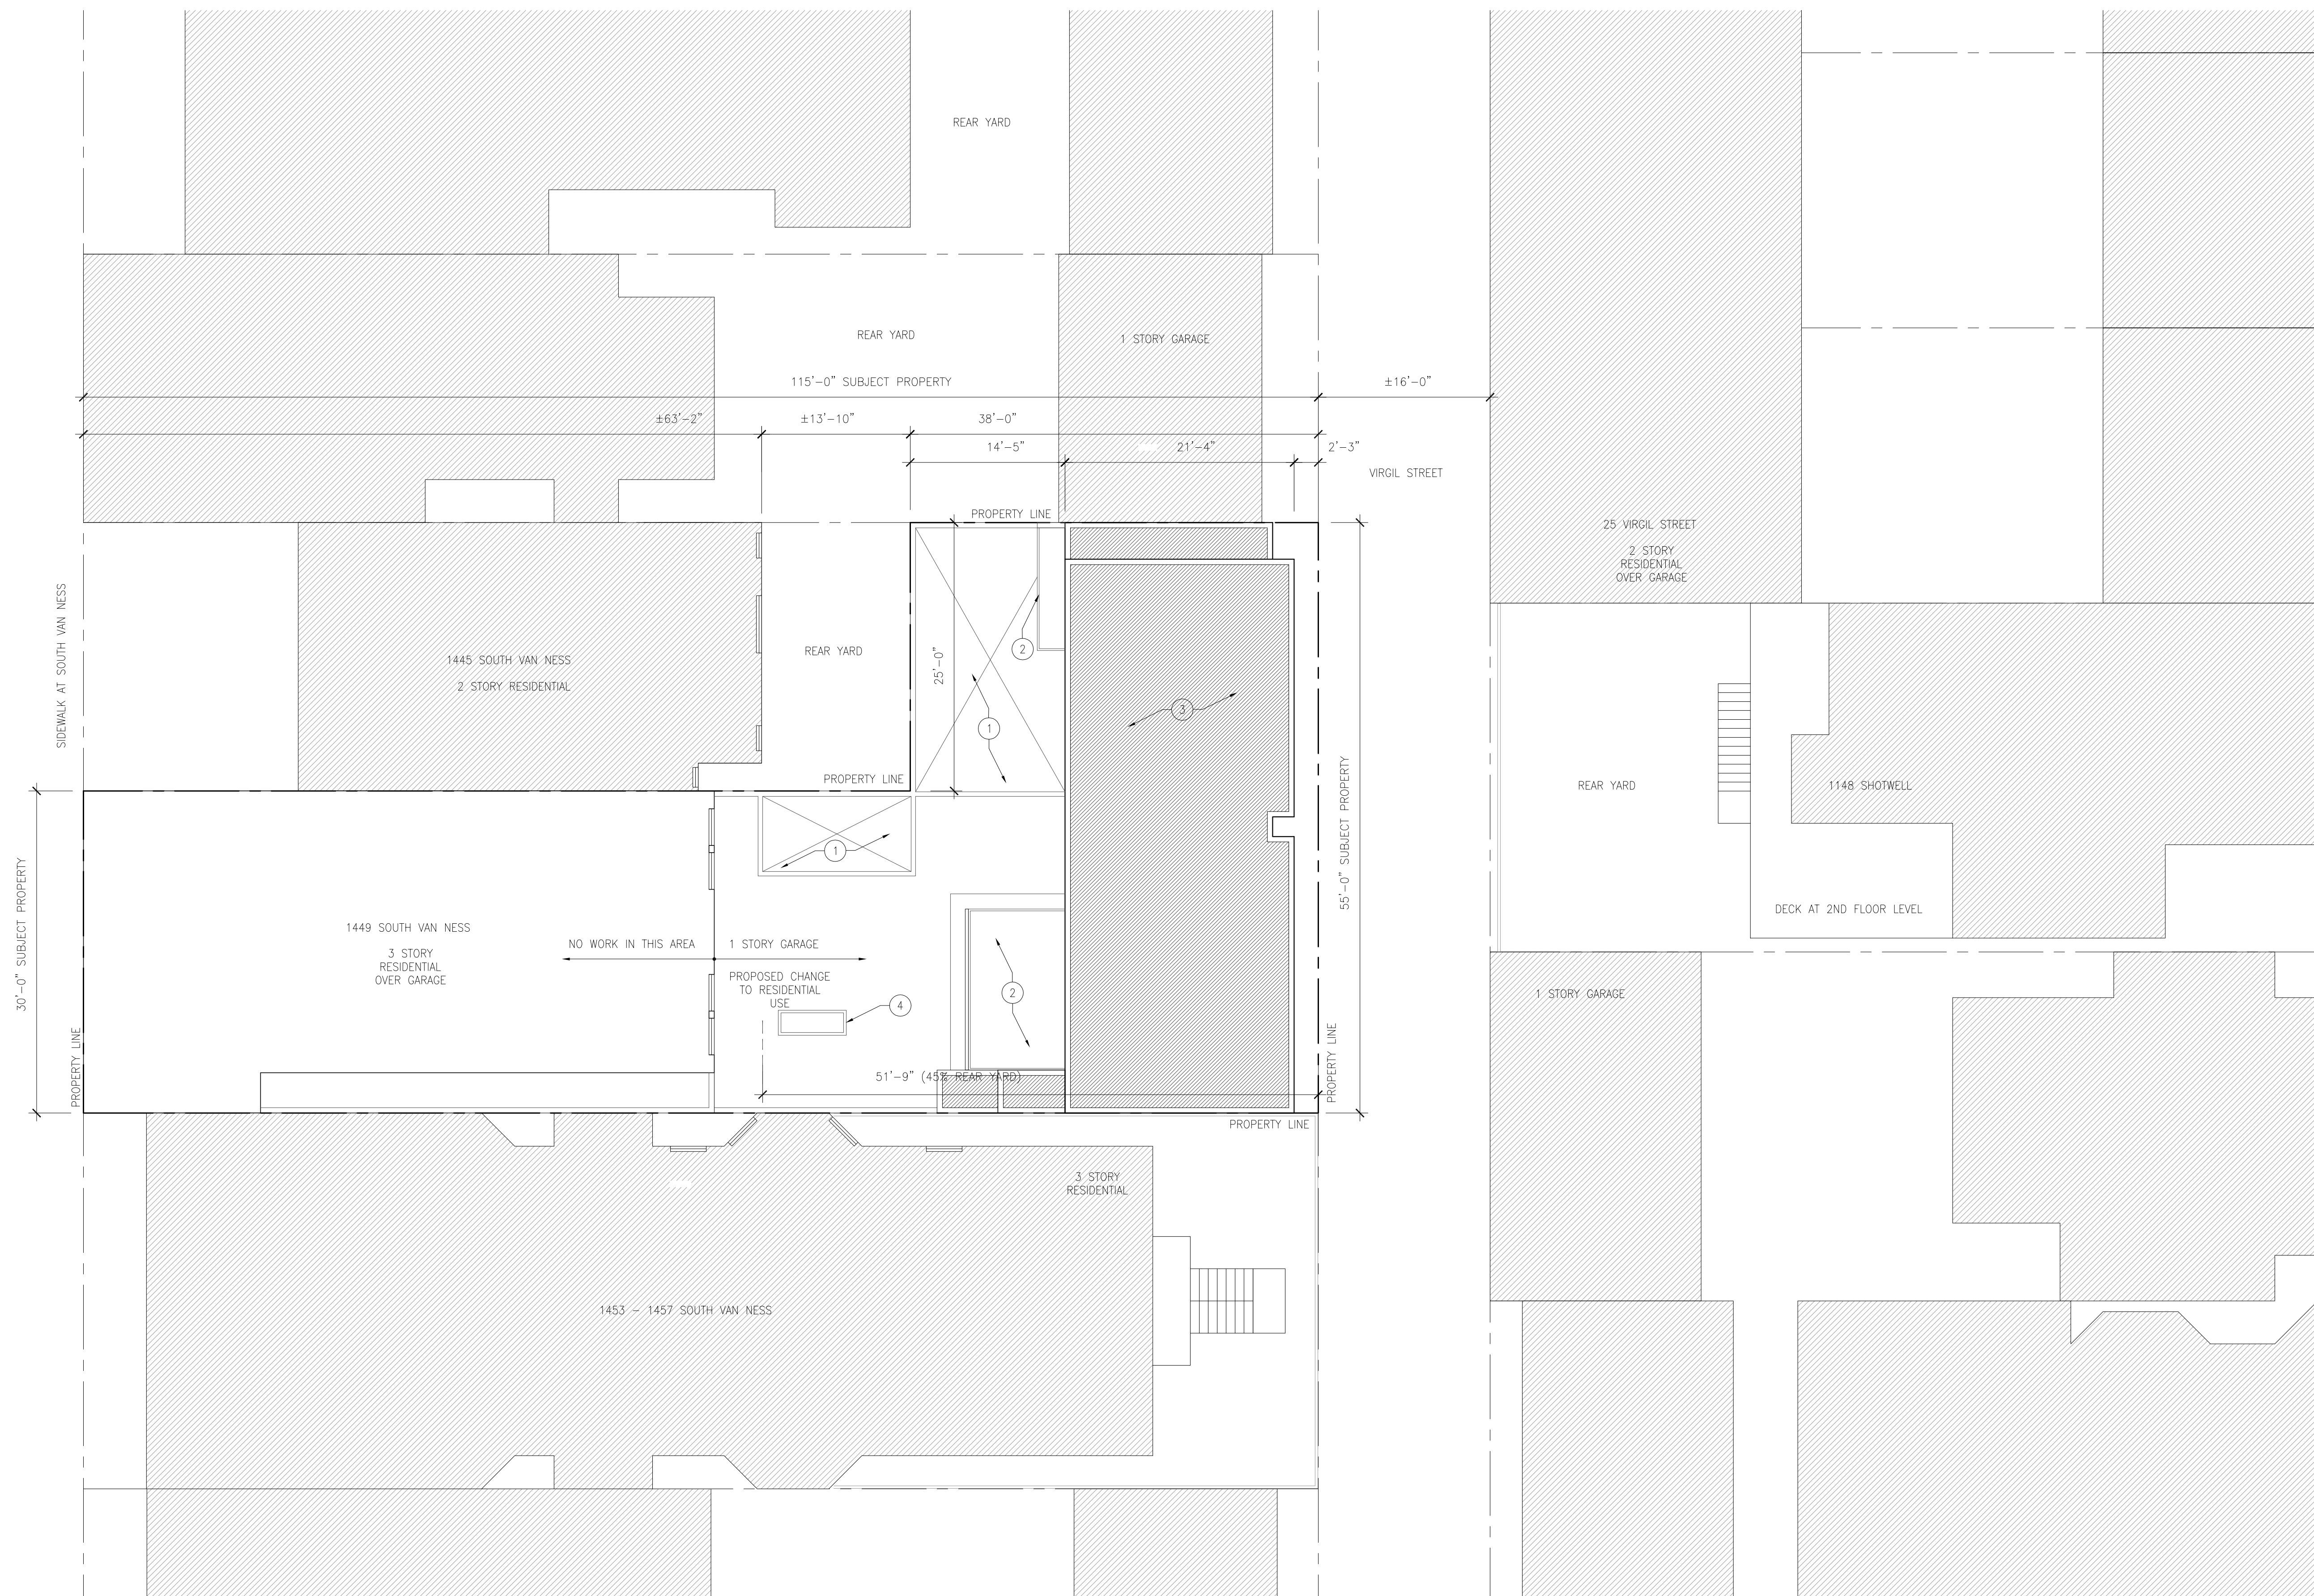 REAR YARD
REAR YARD
1 STORY GARAGE
115'-0" SUBJECT PROPERTY
±16'-0"
±63'-2"
±13'-10"
38'-0"
14'-5"
21'-4"
2'-3"
VIRGIL STREET
PROPERTY LINE
25 VIRGIL STREET
2 STORY
RESIDENTIAL
OVER GARAGE
SIDEWALK AT SOUTH VAN NESS
1445 SOUTH VAN NESS
2 STORY RESIDENTIAL
REAR YARD
25'-0"
2
1
3
PROPERTY LINE
REAR YARD
1148 SHOTWELL
55'-0" SUBJECT PROPERTY
1
30'-0" SUBJECT PROPERTY
1449 SOUTH VAN NESS
3 STORY
RESIDENTIAL
OVER GARAGE
NO WORK IN THIS AREA
1 STORY GARAGE
PROPOSED CHANGE
TO RESIDENTIAL
USE
4
2
DECK AT 2ND FLOOR LEVEL
1 STORY GARAGE
PROPERTY LINE
51'-9" (45% REAR YARD)
PROPERTY LINE
PROPERTY LINE
3 STORY
RESIDENTIAL
1453 - 1457 SOUTH VAN NESS